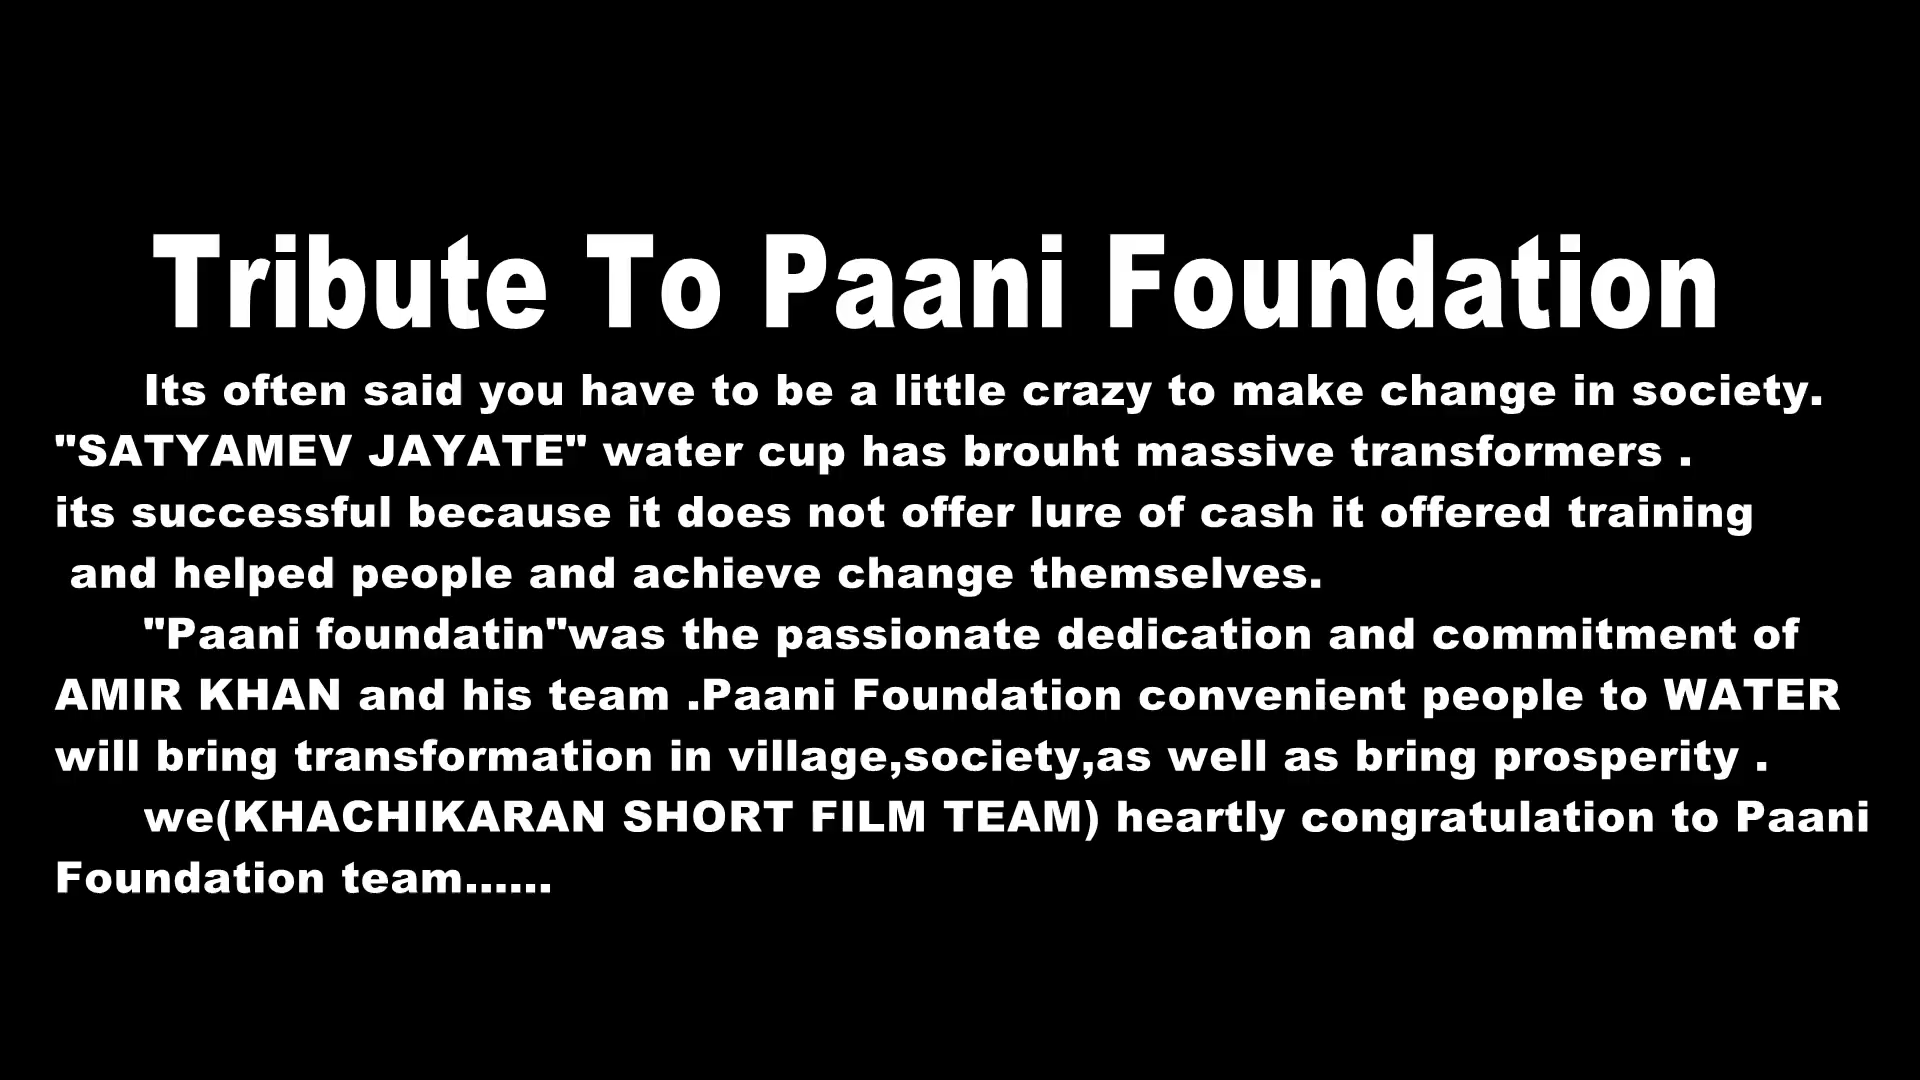 Tribute To Paani Foundation
Its often said you have to be a little crazy to make change in society.
"SATYAMEV JAYATE" water cup has brouht massive transformers .
its successful because it does not offer lure of cash it offered training
and helped people and achieve change themselves.
"Paani foundatin"was the passionate dedication and commitment of
AMIR KHAN and his team .Paani Foundation convenient people to WATER
will bring transformation in village,society,as well as bring prosperity .
we(KHACHIKARAN SHORT FILM TEAM) heartly congratulation to Paani
Foundation team......